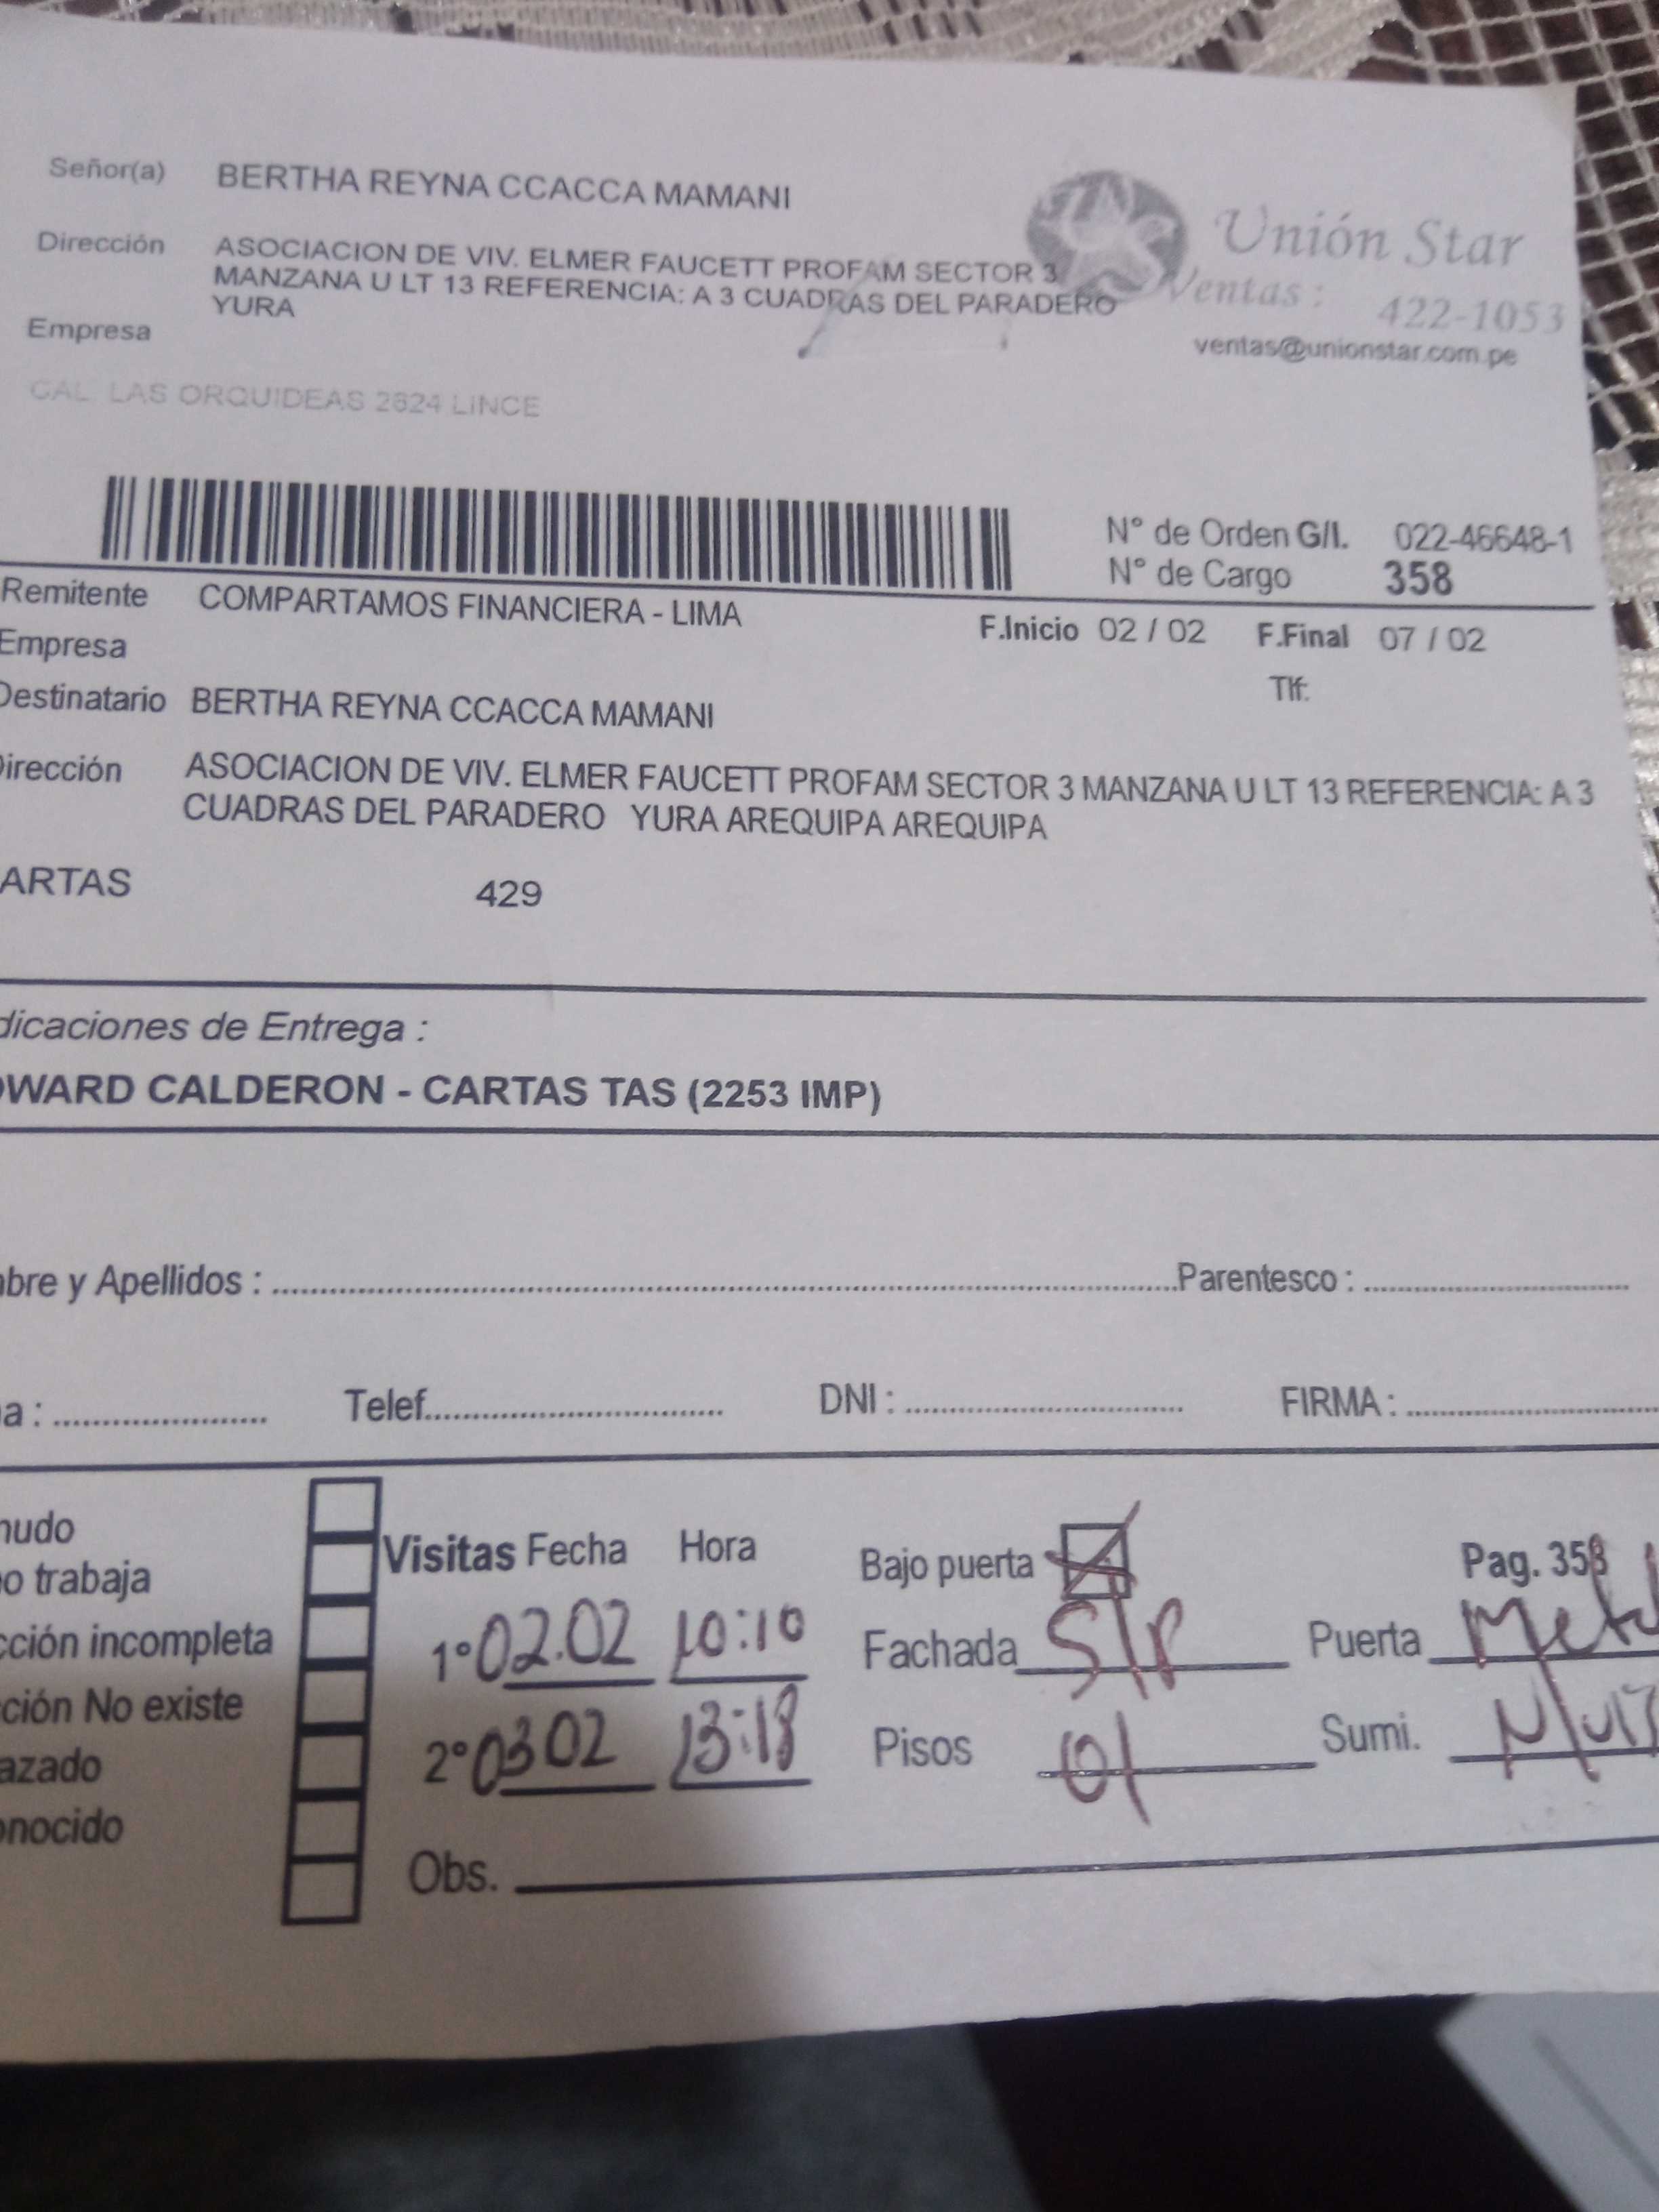 Señor(a) BERTHA REYNA CCACCA MAMANI
Unión Star
Dirección ASOCIACION DE VIV. ELMER FAUCETT PROFAM SECTOR 3
MANZANA U LT 13 REFERENCIA: A 3 CUADRAS DEL PARADERO
YURA
Ventas : 422-1053
ventas@unionstar.com.pe
Empresa
CAL LAS ORQUIDEAS 2624 LINCE
N° de Orden G/I. 022-46648-1
N° de Cargo 358
Remitente COMPARTAMOS FINANCIERA - LIMA
F.Inicio 02 / 02 F.Final 07 / 02
Empresa
Tlf:
Destinatario BERTHA REYNA CCACCA MAMANI
Dirección ASOCIACION DE VIV. ELMER FAUCETT PROFAM SECTOR 3 MANZANA U LT 13 REFERENCIA: A 3
CUADRAS DEL PARADERO YURA AREQUIPA AREQUIPA
ARTAS 429
dicaciones de Entrega :
WARD CALDERON - CARTAS TAS (2253 IMP)
bre y Apellidos : Parentesco :
a : Telef. DNI : FIRMA :
nudo
o trabaja
cción incompleta
ción No existe
azado
onocido
Visitas Fecha Hora
1° 02.02 10:10
2° 03 02 13:18
Obs.
Bajo puerta
Pag. 358
Fachada S/P Puerta Met
Pisos 01 Sumi.